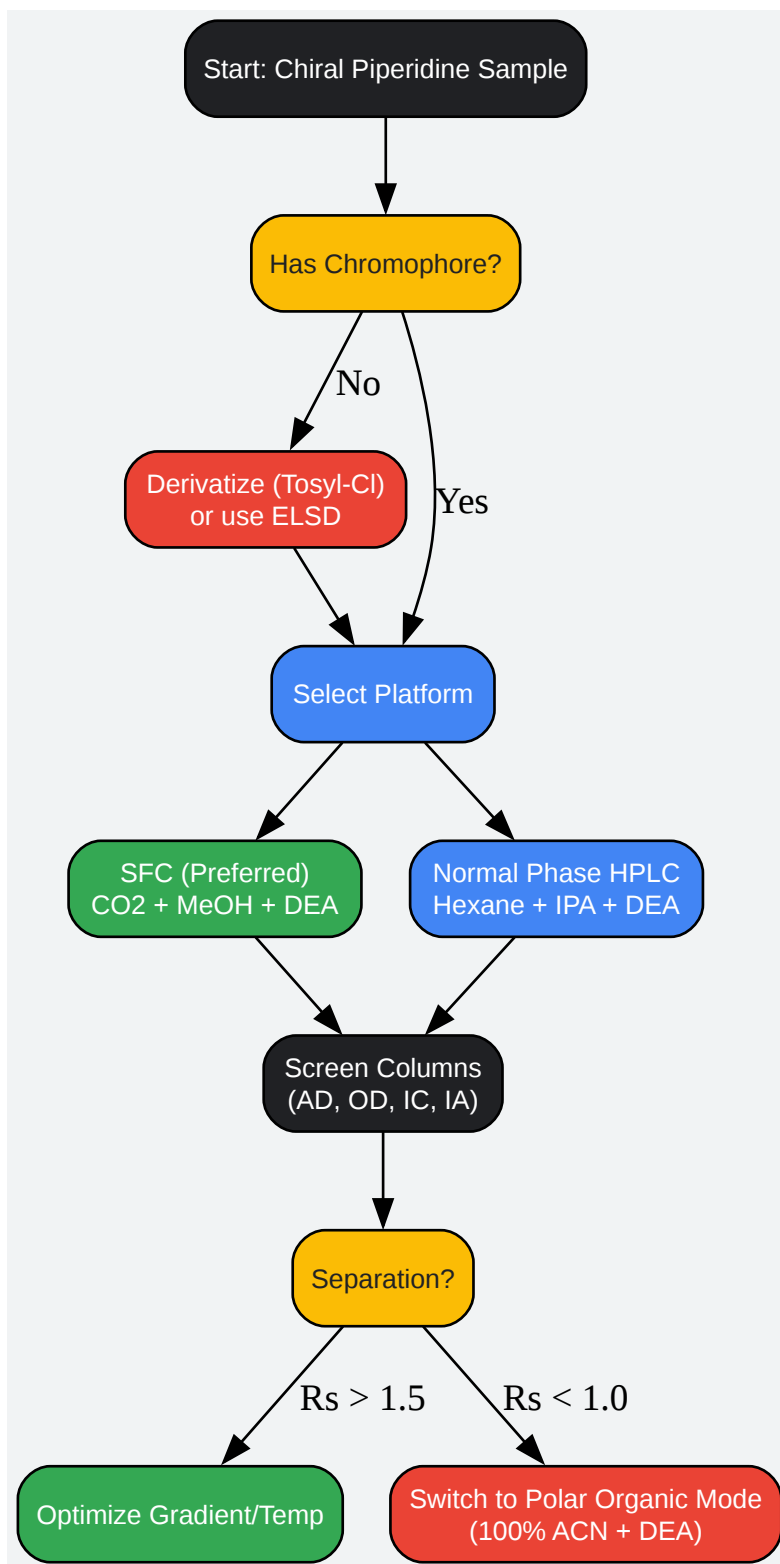 Start: Chiral Piperidine Sample
Has Chromophore?
No
Derivatize (Tosyl-Cl)
or use ELSD
Yes
Select Platform
SFC (Preferred)
CO2 + MeOH + DEA
Normal Phase HPLC
Hexane + IPA + DEA
Screen Columns
(AD, OD, IC, IA)
Separation?
Rs > 1.5
Rs < 1.0
Optimize Gradient/Temp
Switch to Polar Organic Mode
(100% ACN + DEA)